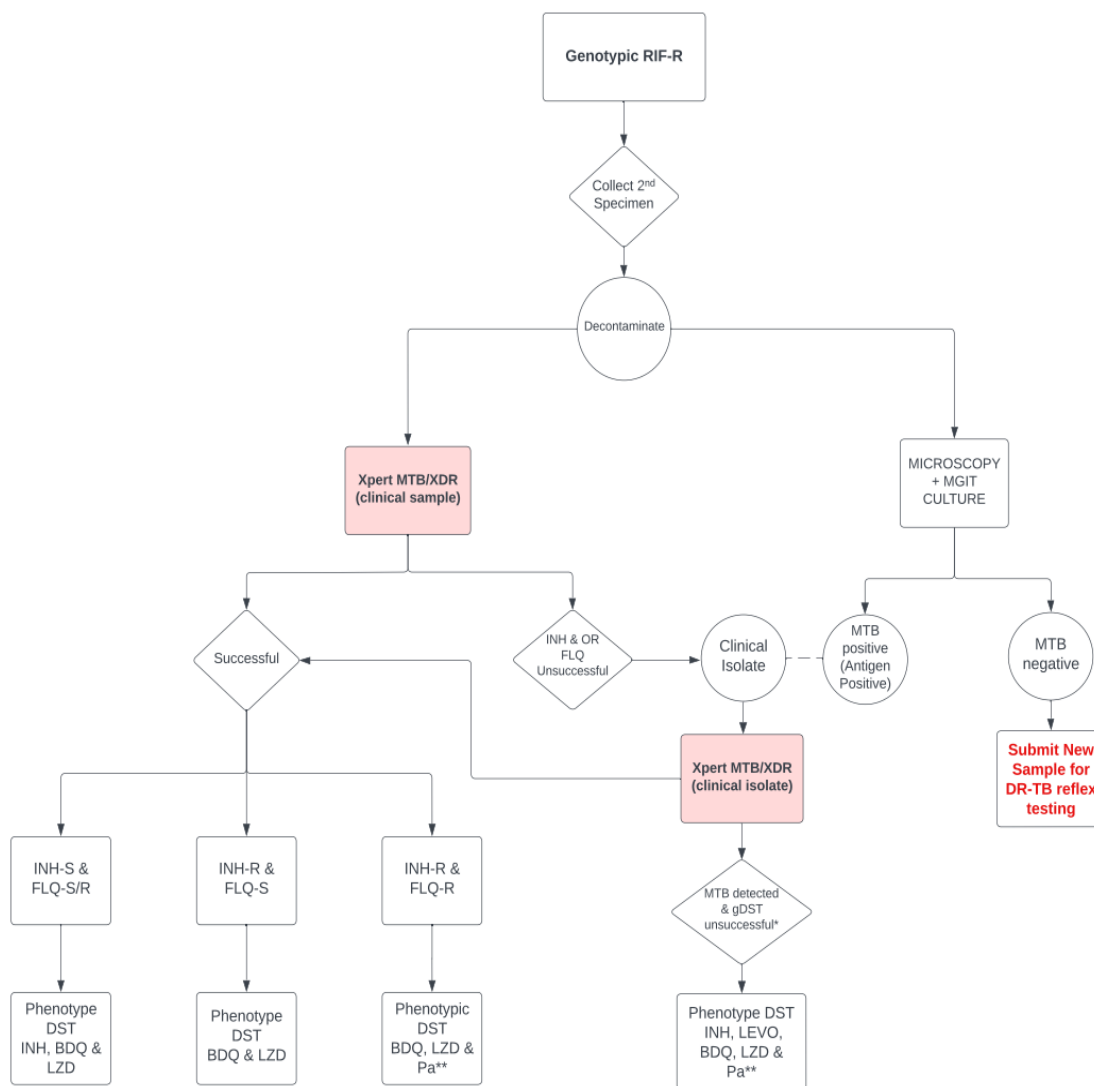 Genotypic RIF-R
Collect 2nd
Specimen
Decontaminate
Xpert MTB/XDR
(clinical sample)
MICROSCOPY
+ MGIT
CULTURE
Successful
INH & OR
FLQ
Unsuccessful
Clinical
Isolate
MTB
positive
(Antigen
Positive)
MTB
negative
Xpert MTB/XDR
(clinical isolate)
Submit New
Sample for
DR-TB reflex
testing
INH-S &
FLQ-S/R
INH-R &
FLQ-S
INH-R &
FLQ-R
MTB detected
& gDST
unsuccessful*
Phenotype
DST
INH, BDQ &
LZD
Phenotype
DST
BDQ & LZD
Phenotypic
DST
BDQ, LZD &
Pa**
Phenotype DST
INH, LEVO,
BDQ, LZD &
Pa**